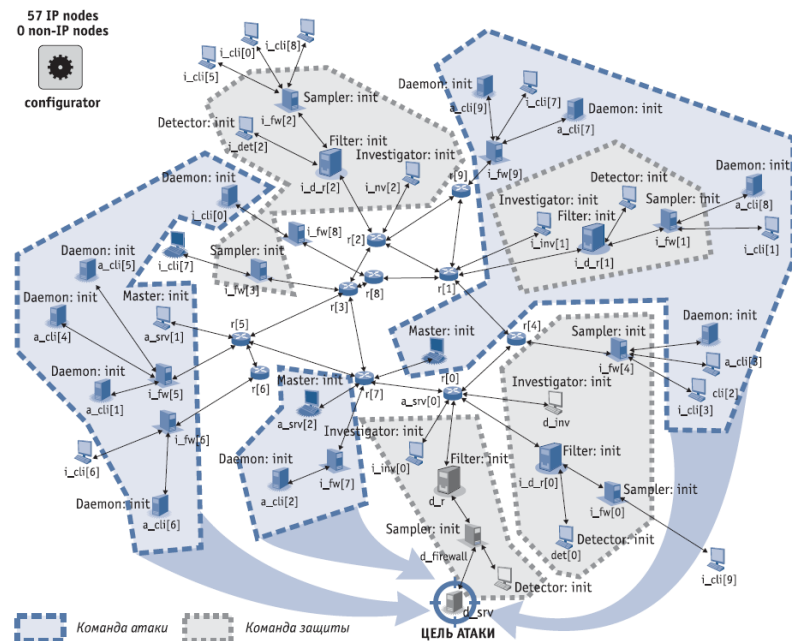 57 IP nodes
0 non-IP nodes
configurator
i_cli[0]
i_cli[8]
i_cli[5]
Sampler: init
i_fw[2]
Detector: init
i_det[2]
Filter: init
i_d_r[2]
Investigator: init
i_nv[2]
Daemon: init
a_cli[9]
i_cli[7]
Daemon: init
a_cli[7]
i_fw[9]
r[9]
Daemon: init
a_cli[8]
Detector: init
Investigator: init
Sampler: init
Filter: init
i_inv[1]
i_d_r[1]
i_fw[1]
i_cli[1]
Daemon: init
i_cli[0]
i_fw[8]
r[2]
i_cli[7]
Sampler: init
i_fw[3]
r[3]
r[8]
r[1]
Daemon: init
a_cli[5]
Daemon: init
a_cli[4]
Master: init
a_srv[1]
r[5]
Daemon: init
a_cli[1]
i_fw[5]
r[6]
i_fw[6]
i_cli[6]
Daemon: init
a_cli[6]
Master: init
r[4]
Sampler: init
i_fw[4]
Daemon: init
a_cli[3]
cli[2]
i_cli[3]
r[0]
a_srv[0]
r[7]
Master: init
a_srv[2]
Investigator: init
d_inv
Investigator: init
i_inv[0]
Daemon: init
a_cli[2]
i_fw[7]
Filter: init
d_r
Filter: init
i_d_r[0]
Sampler: init
i_fw[0]
Sampler: init
d_firewall
Detector: init
det[0]
Detector: init
i_cli[9]
d_srv
ЦЕЛЬ АТАКИ
Команда атаки
Команда защиты